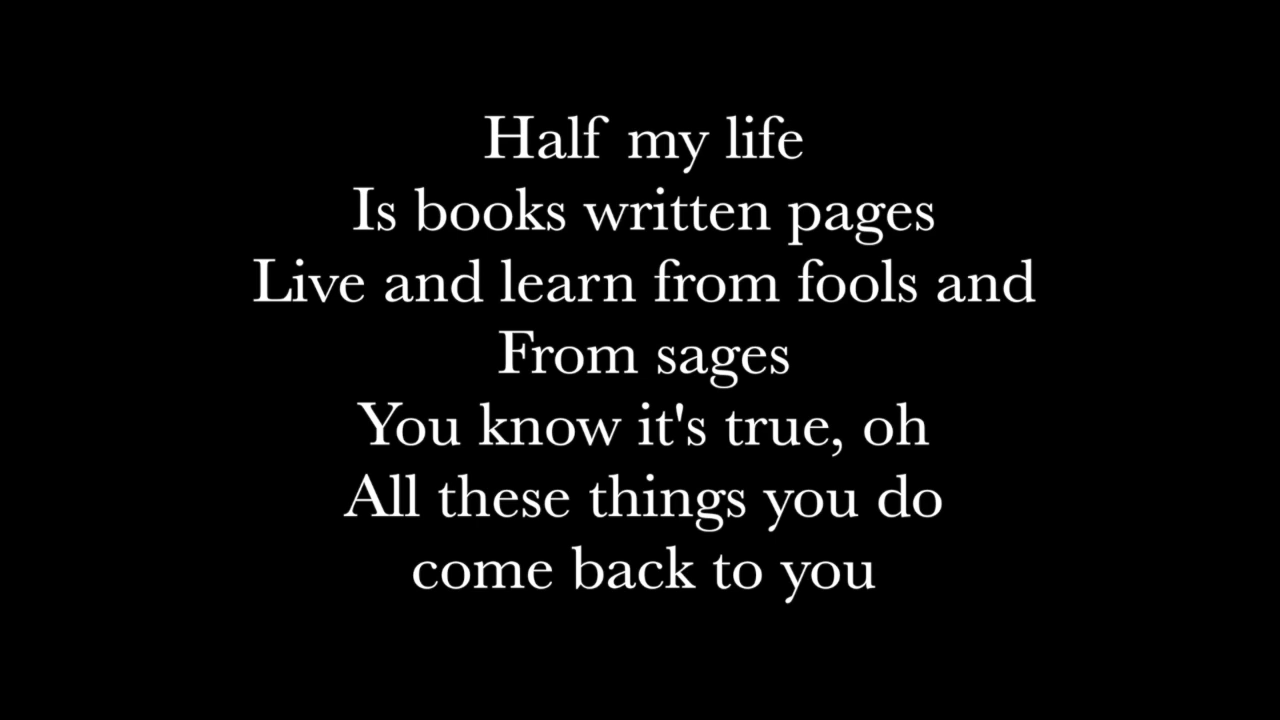 Half my life
Is books written pages
Live and learn from fools and
From sages
You know it's true, oh
All these things you do
come back to you